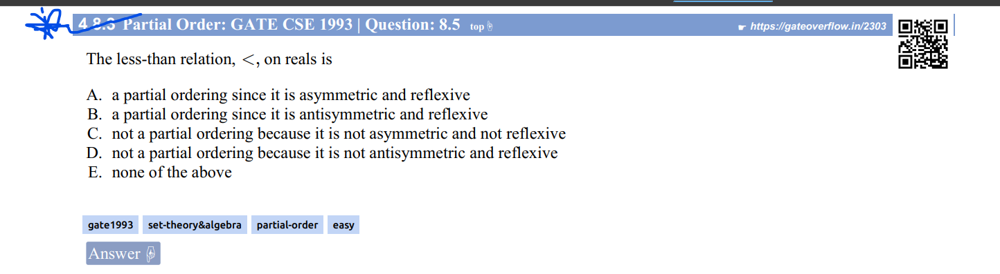 4.8.3 Partial Order: GATE CSE 1993 | Question: 8.5 top
https://gateoverflow.in/2303
The less-than relation, <, on reals is
A. a partial ordering since it is asymmetric and reflexive
B. a partial ordering since it is antisymmetric and reflexive
C. not a partial ordering because it is not asymmetric and not reflexive
D. not a partial ordering because it is not antisymmetric and reflexive
E. none of the above
gate1993 set-theory&algebra partial-order easy
Answer